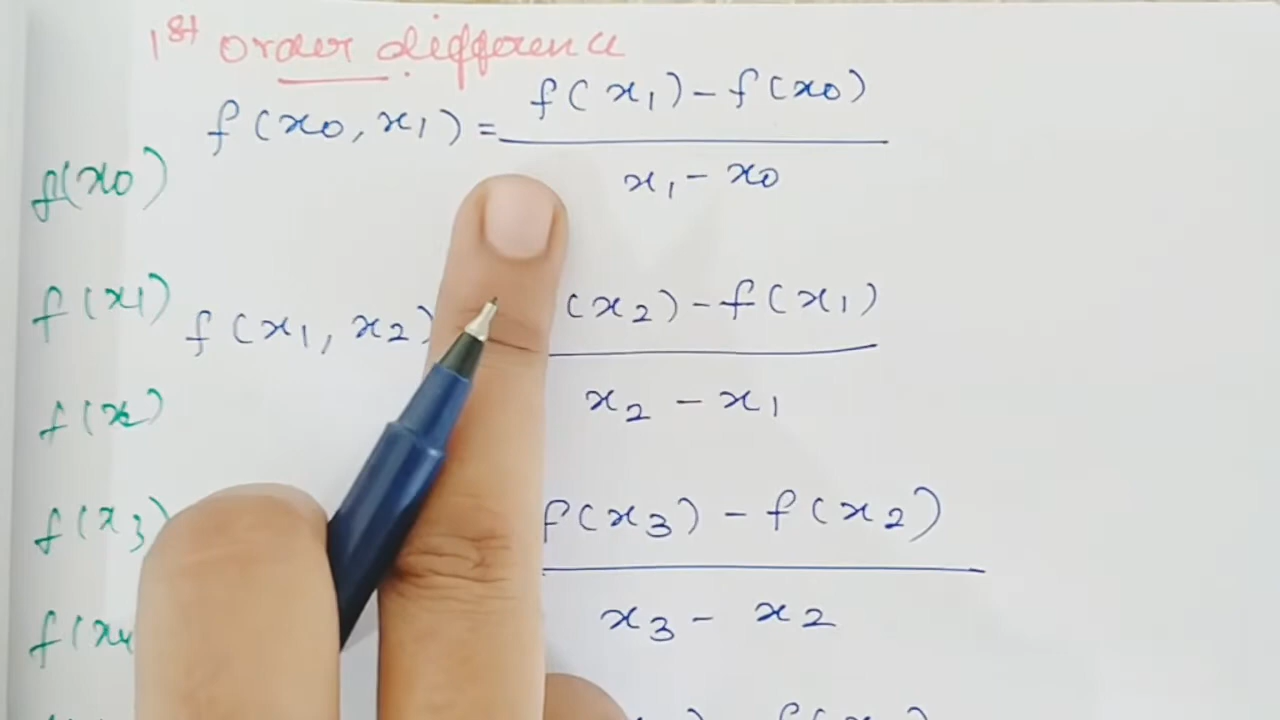 1st order difference
f(x0, x1) = f(x1) - f(x0)
x1 - x0
f(x0)
f(x1)
f(x1, x2) (x2) - f(x1)
x2 - x1
f(x2)
f(x3) f(x3) - f(x2)
x3 - x2
f(x4